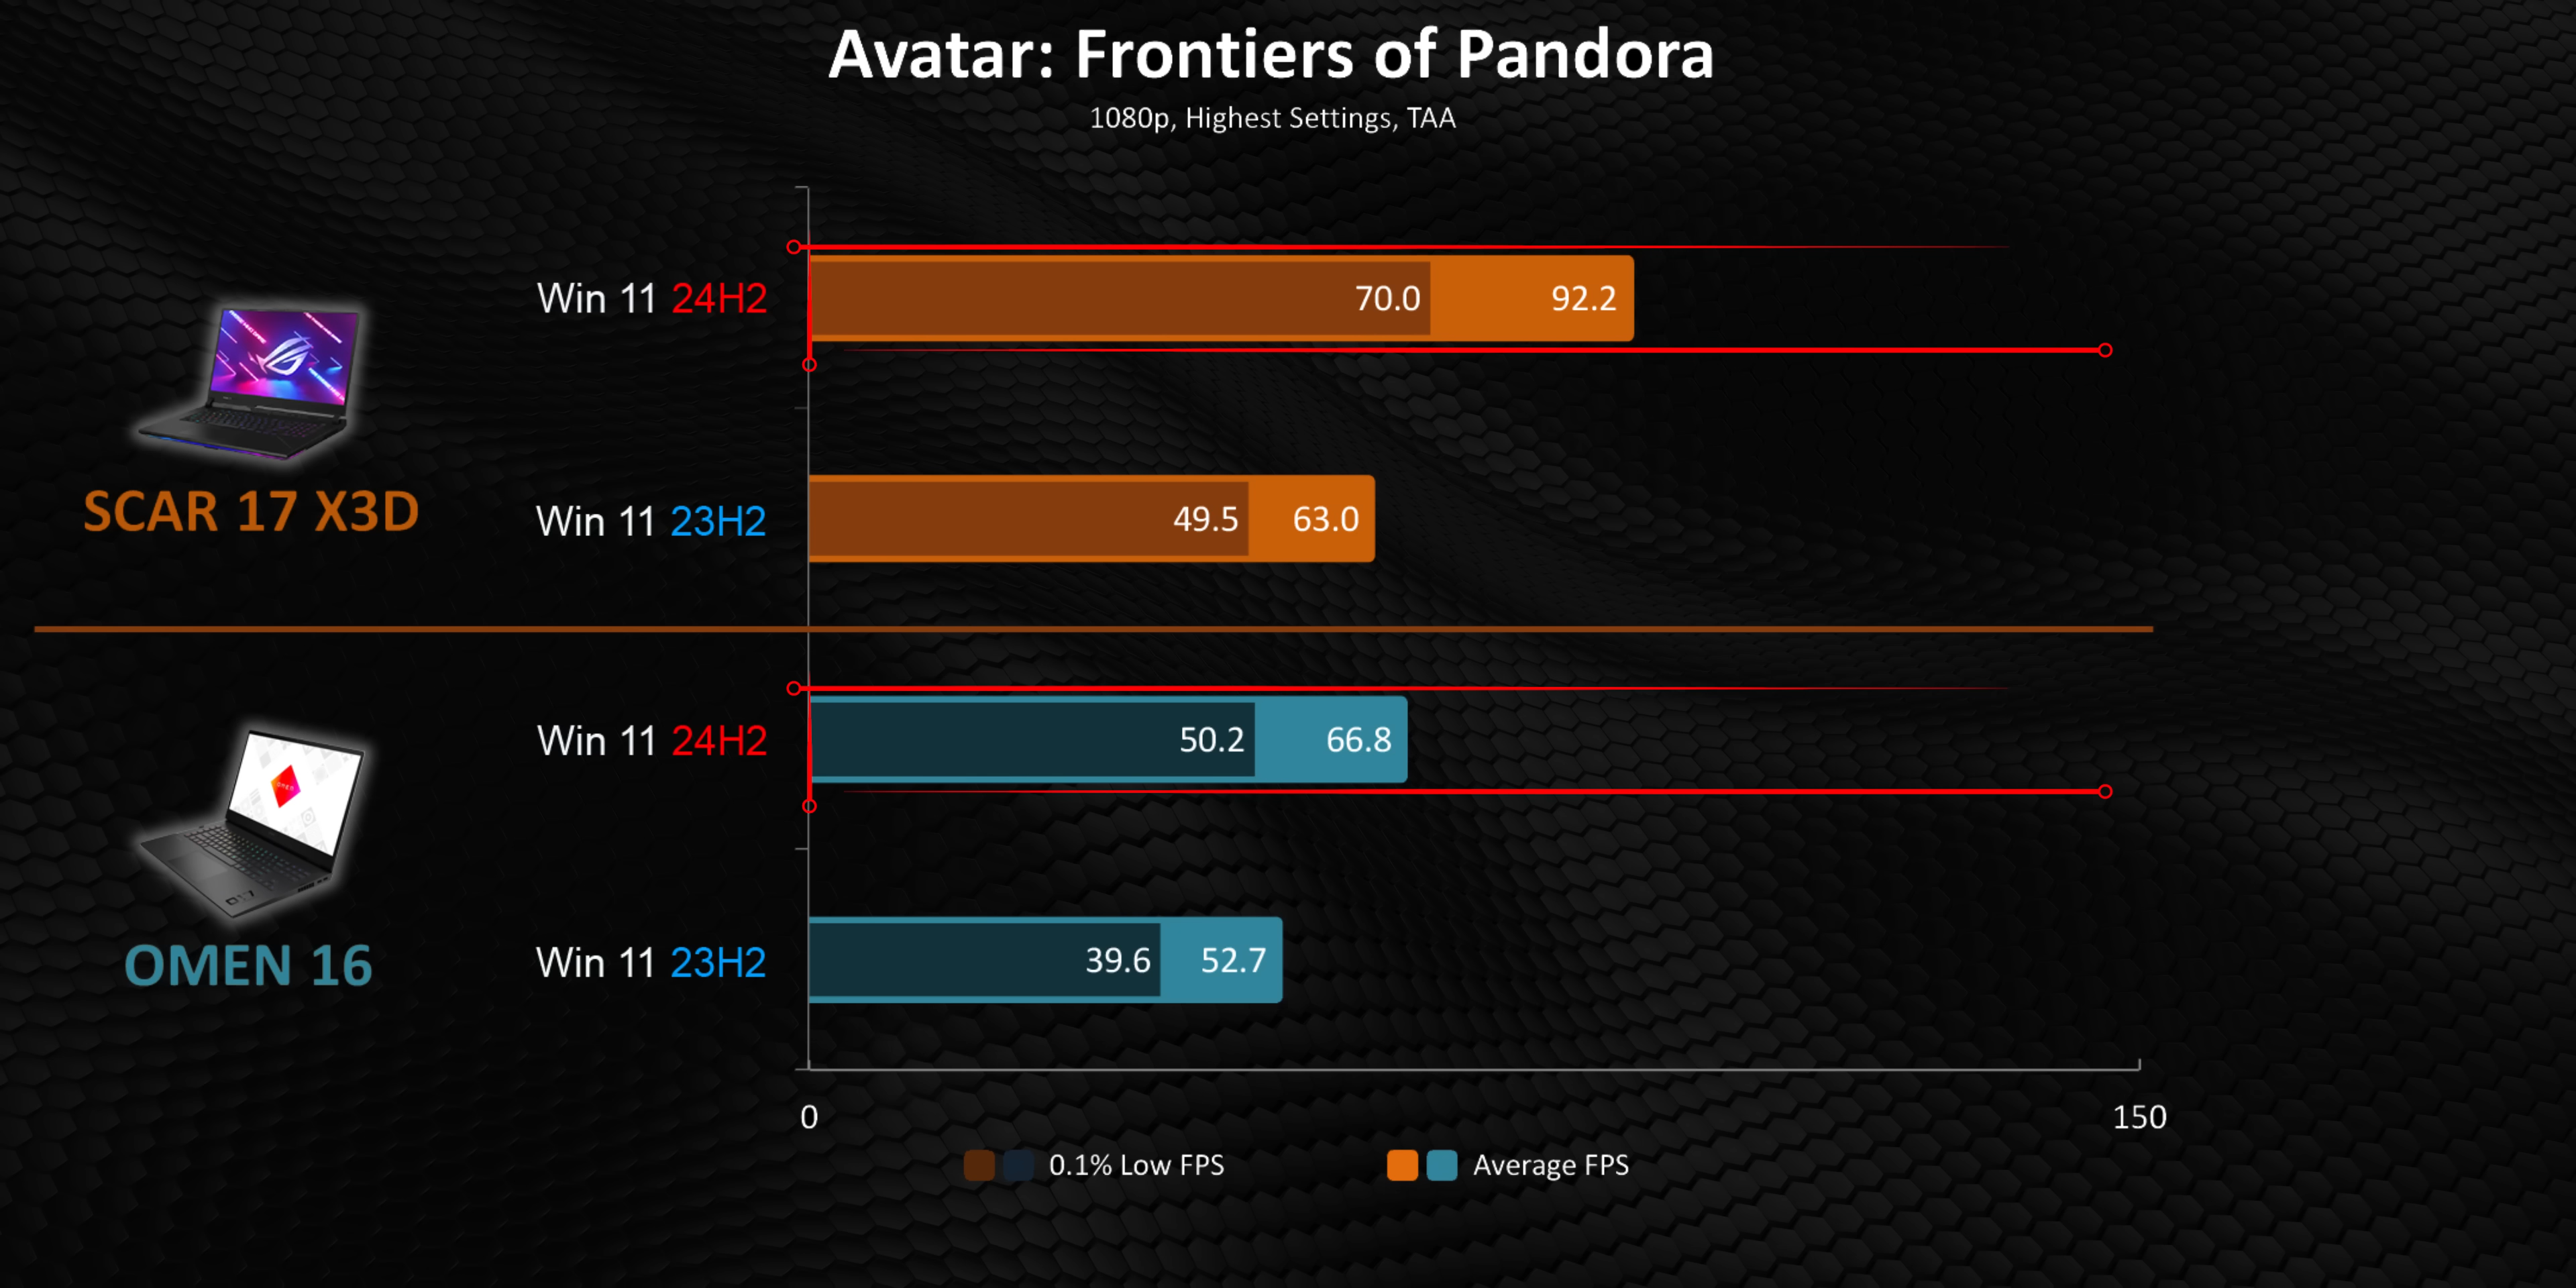 Avatar: Frontiers of Pandora
1080p, Highest Settings, TAA
Win 11 24H2
70.0
92.2
SCAR 17 X3D
Win 11 23H2
49.5
63.0
Win 11 24H2
50.2
66.8
OMEN 16
Win 11 23H2
39.6
52.7
0
150
0.1% Low FPS
Average FPS